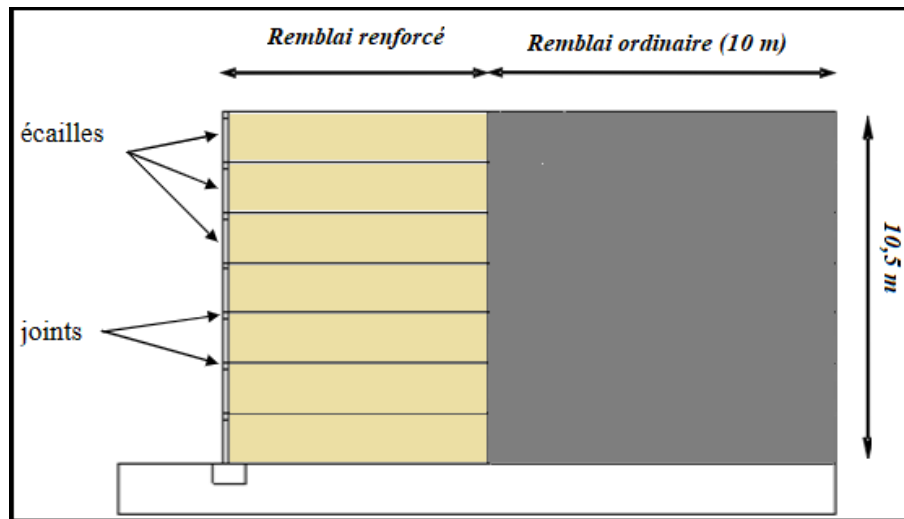 Remblai renforcé
Remblai ordinaire (10 m)
écailles
10,5 m
joints